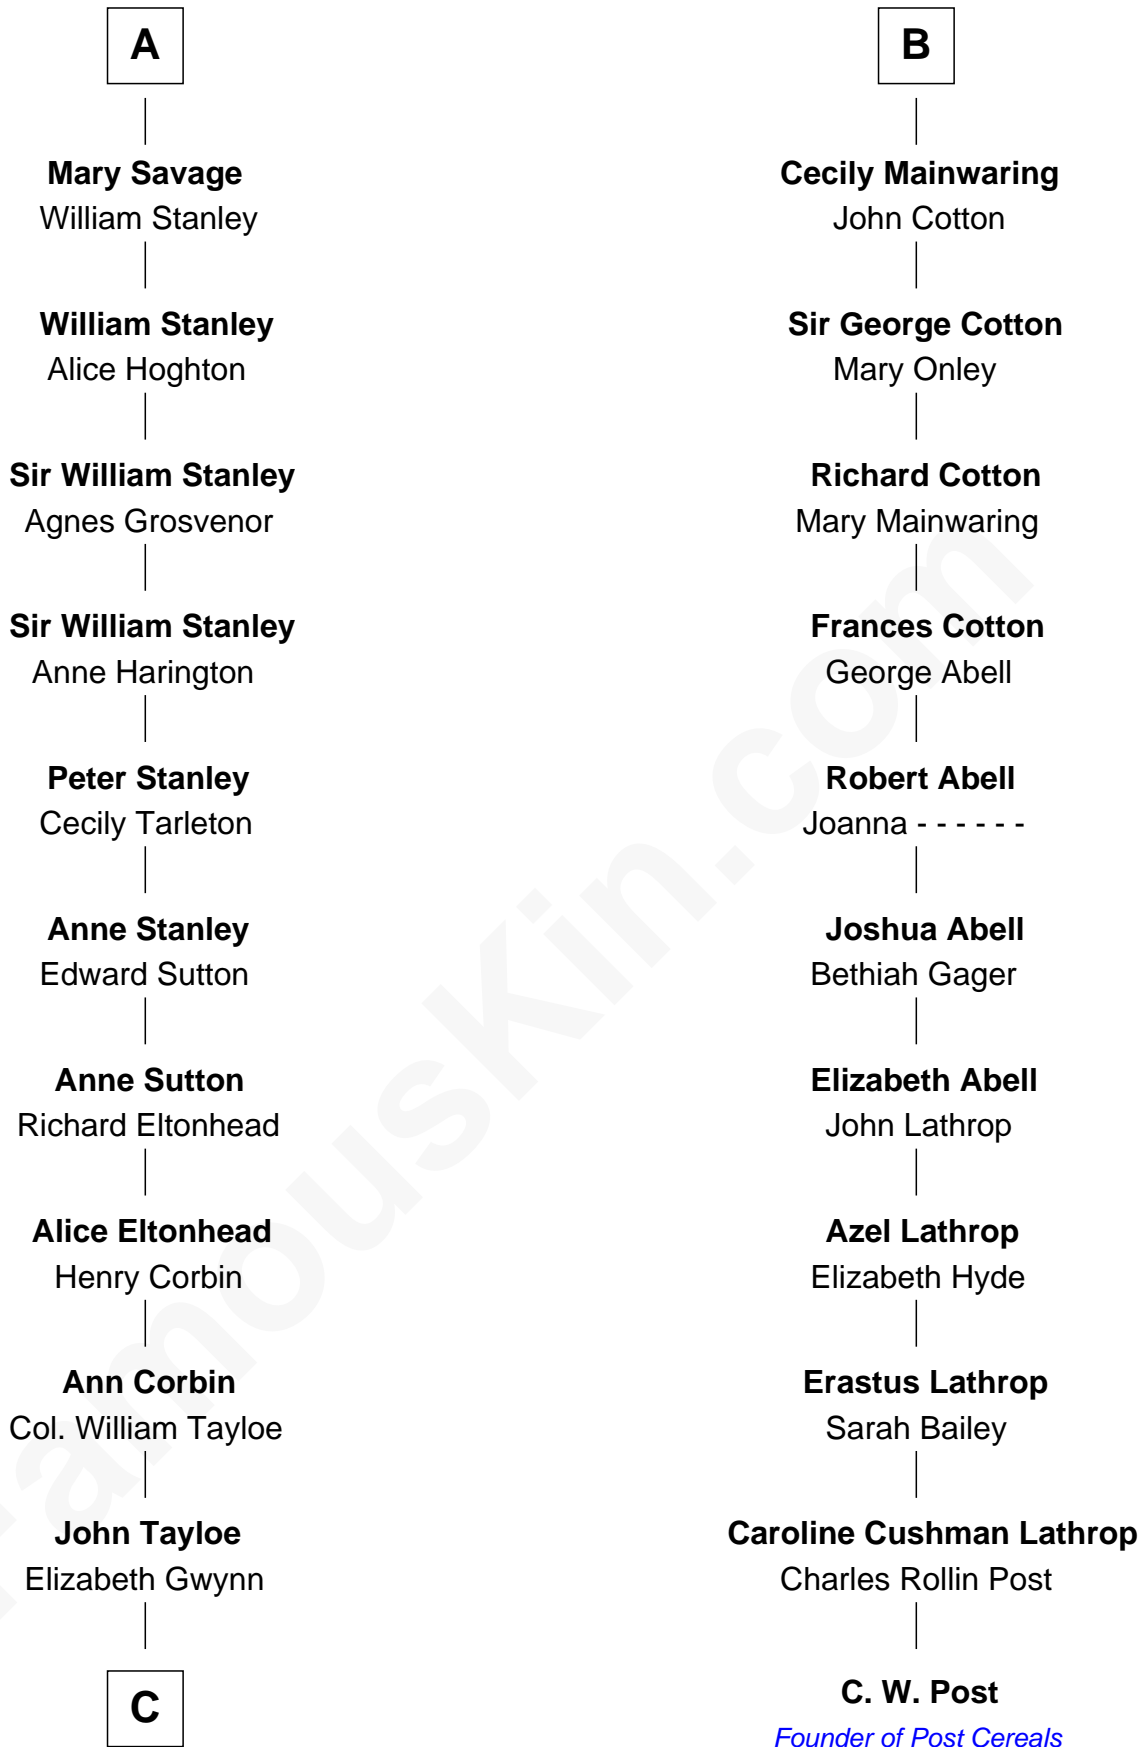 A
Mary Savage
William Stanley
William Stanley
Alice Hoghton
Sir William Stanley
Agnes Grosvenor
Sir William Stanley
Anne Harington
Peter Stanley
Cecily Tarleton
Anne Stanley
Edward Sutton
Anne Sutton
Richard Eltonhead
Alice Eltonhead
Henry Corbin
Ann Corbin
Col. William Tayloe
John Tayloe
Elizabeth Gwynn
C
B
Cecily Mainwaring
John Cotton
Sir George Cotton
Mary Onley
Richard Cotton
Mary Mainwaring
Frances Cotton
George Abell
Robert Abell
Joanna - - - - - -
Joshua Abell
Bethiah Gager
Elizabeth Abell
John Lathrop
Azel Lathrop
Elizabeth Hyde
Erastus Lathrop
Sarah Bailey
Caroline Cushman Lathrop
Charles Rollin Post
C. W. Post
Founder of Post Cereals
FamousKin.com